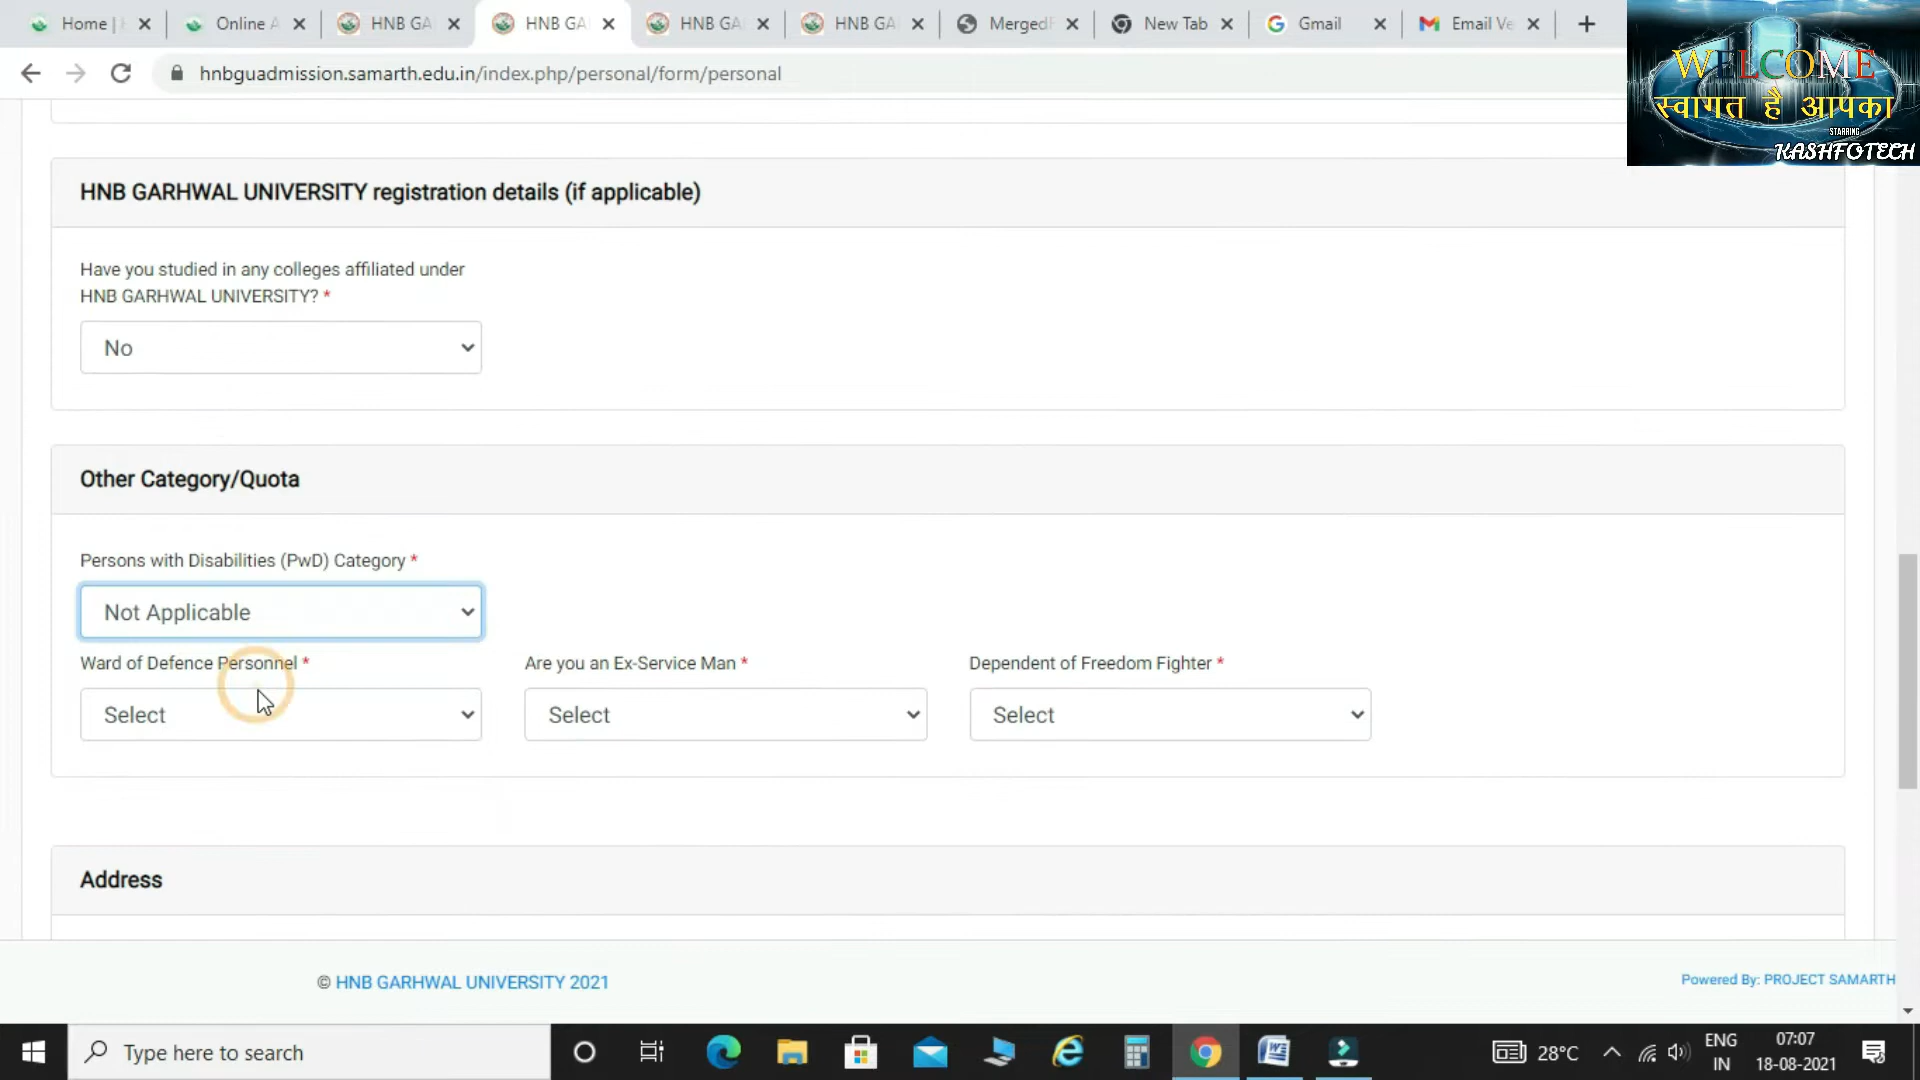 Home |
Online A
HNB GA
HNB GA
HNB GA
HNB GA
MergedF
New Tab
Gmail
Email Ve
hnbguadmission.samarth.edu.in/index.php/personal/form/personal
WELCOME
स्वागत है आपका
STARRING
KASHFOTECH
HNB GARHWAL UNIVERSITY registration details (if applicable)
Have you studied in any colleges affiliated under
HNB GARHWAL UNIVERSITY? *
No
Other Category/Quota
Persons with Disabilities (PwD) Category *
Not Applicable
Ward of Defence Personnel *
Are you an Ex-Service Man *
Dependent of Freedom Fighter *
Select
Select
Select
Address
© HNB GARHWAL UNIVERSITY 2021
Powered By: PROJECT SAMARTH
Type here to search
28°C
ENG
IN
07:07
18-08-2021